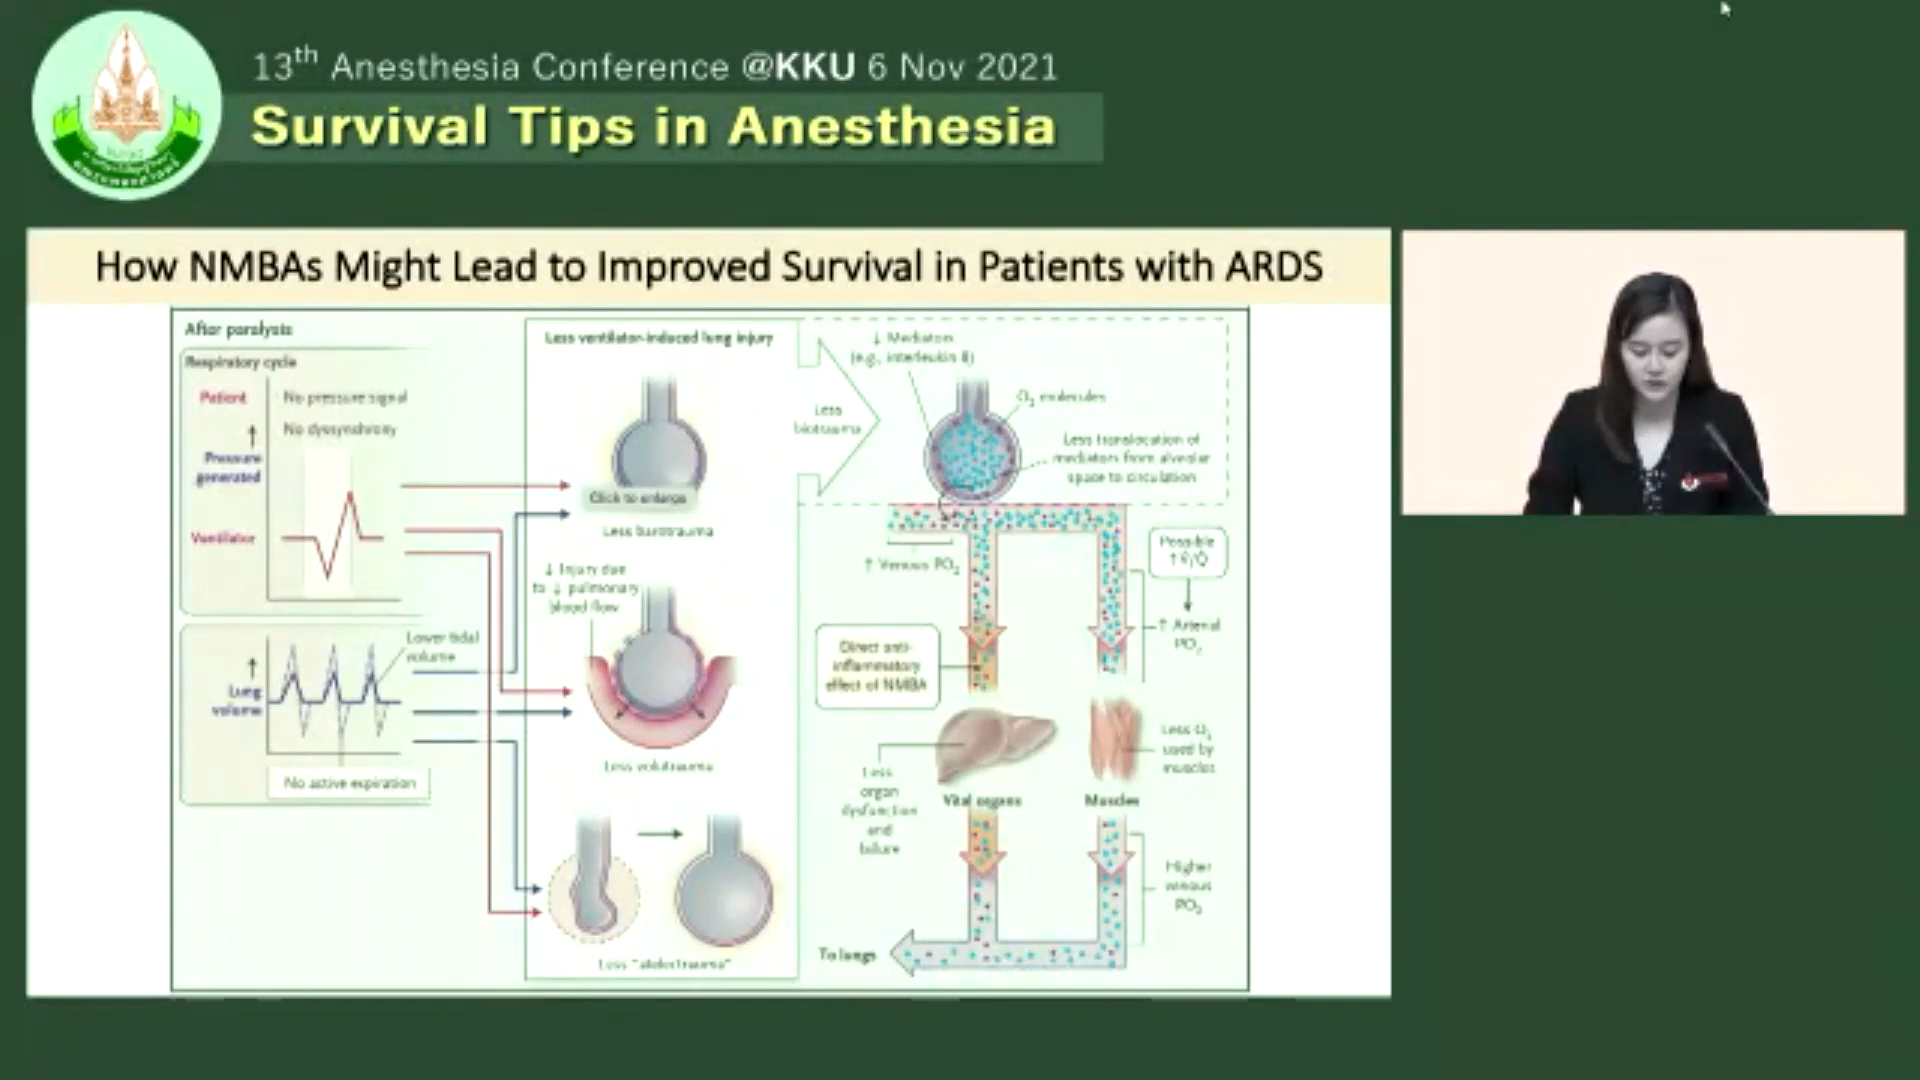 13th Anesthesia Conference @KKU 6 Nov 2021
Survival Tips in Anesthesia
How NMBAs Might Lead to Improved Survival in Patients with ARDS
After paralysis
Respiratory cycle
Patient
No pressure signal
No dyssynchrony
↑
Pressure
generated
Ventilator
↑
Lung
volume
Lower tidal
volume
No active expiration
Less ventilator-induced lung injury
Click to enlarge
Less barotrauma
↓ Injury due
to ↓ pulmonary
blood flow
Less volutrauma
Less "atelectrauma"
Less
biotrauma
↓ Mediators
(e.g., interleukin 8)
O2 molecules
Less translocation of
mediators from alveolar
space to circulation
↑ Venous PO2
Possible
↑ V̇/Q̇
↑ Arterial
PO2
Direct anti-
inflammatory
effect of NMBA
Less
organ
dysfunction
and
failure
Vital organs
Muscles
Less O2
used by
muscles
Higher
venous
PO2
To lungs